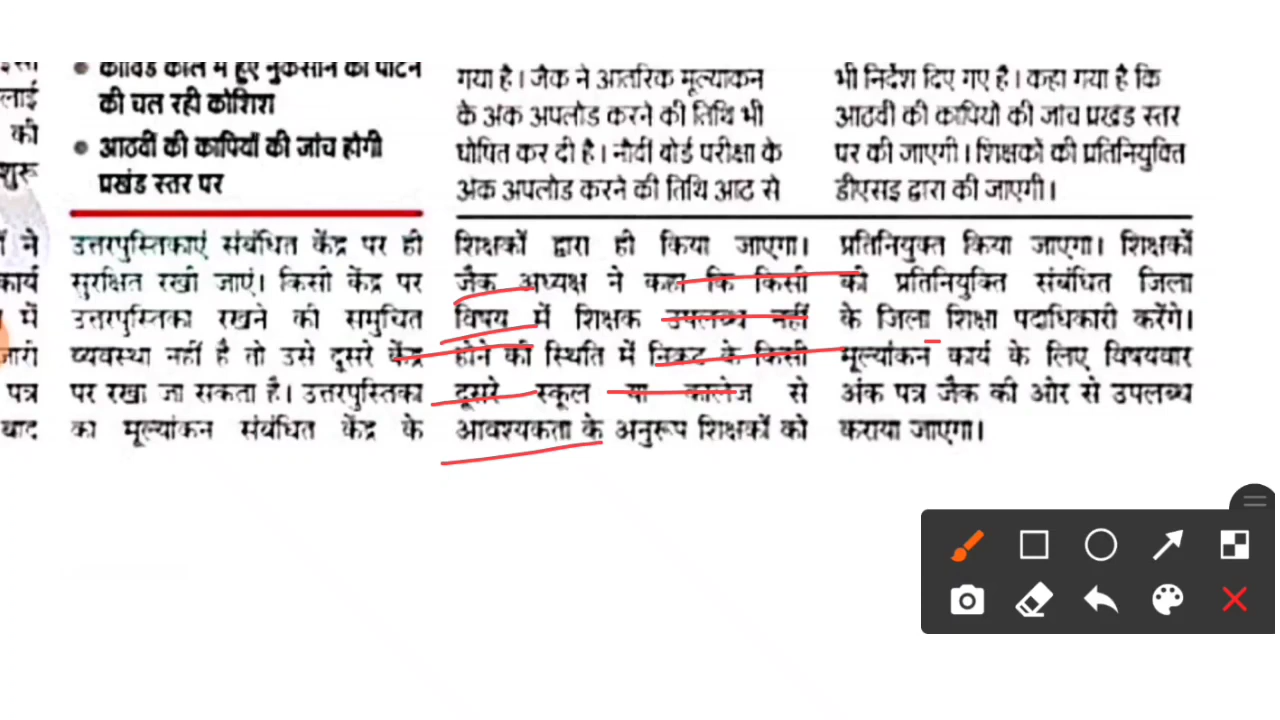 लाई
की
शुरू
ने
कार्य
में
जारी
पत्र
बाद
कोविड काल में हुए नुकसान को पाटने
की चल रही कोशिश
आठवीं की कापियों की जांच होगी
प्रखंड स्तर पर
गया है। जैक ने आंतरिक मूल्यांकन
के अंक अपलोड करने की तिथि भी
घोषित कर दी है। नौवीं बोर्ड परीक्षा के
अंक अपलोड करने की तिथि आठ से
भी निर्देश दिए गए है। कहा गया है कि
आठवीं की कापियों की जांच प्रखंड स्तर
पर की जाएगी। शिक्षकों की प्रतिनियुक्ति
डीएसइ द्वारा की जाएगी।
उत्तरपुस्तिकाएं संबंधित केंद्र पर ही
सुरक्षित रखी जाएं। किसी केंद्र पर
उत्तरपुस्तिका रखने की समुचित
व्यवस्था नहीं है तो उसे दूसरे केंद्र
पर रखा जा सकता है। उत्तरपुस्तिका
का मूल्यांकन संबंधित केंद्र के
शिक्षकों द्वारा ही किया जाएगा।
जैक अध्यक्ष ने कहा कि किसी
विषय में शिक्षक उपलब्ध नहीं
होने की स्थिति में निकट के किसी
दूसरे स्कूल या कालेज से
आवश्यकता के अनुरूप शिक्षकों को
प्रतिनियुक्त किया जाएगा। शिक्षकों
की प्रतिनियुक्ति संबंधित जिला
के जिला शिक्षा पदाधिकारी करेंगे।
मूल्यांकन कार्य के लिए विषयवार
अंक पत्र जैक की ओर से उपलब्ध
कराया जाएगा।